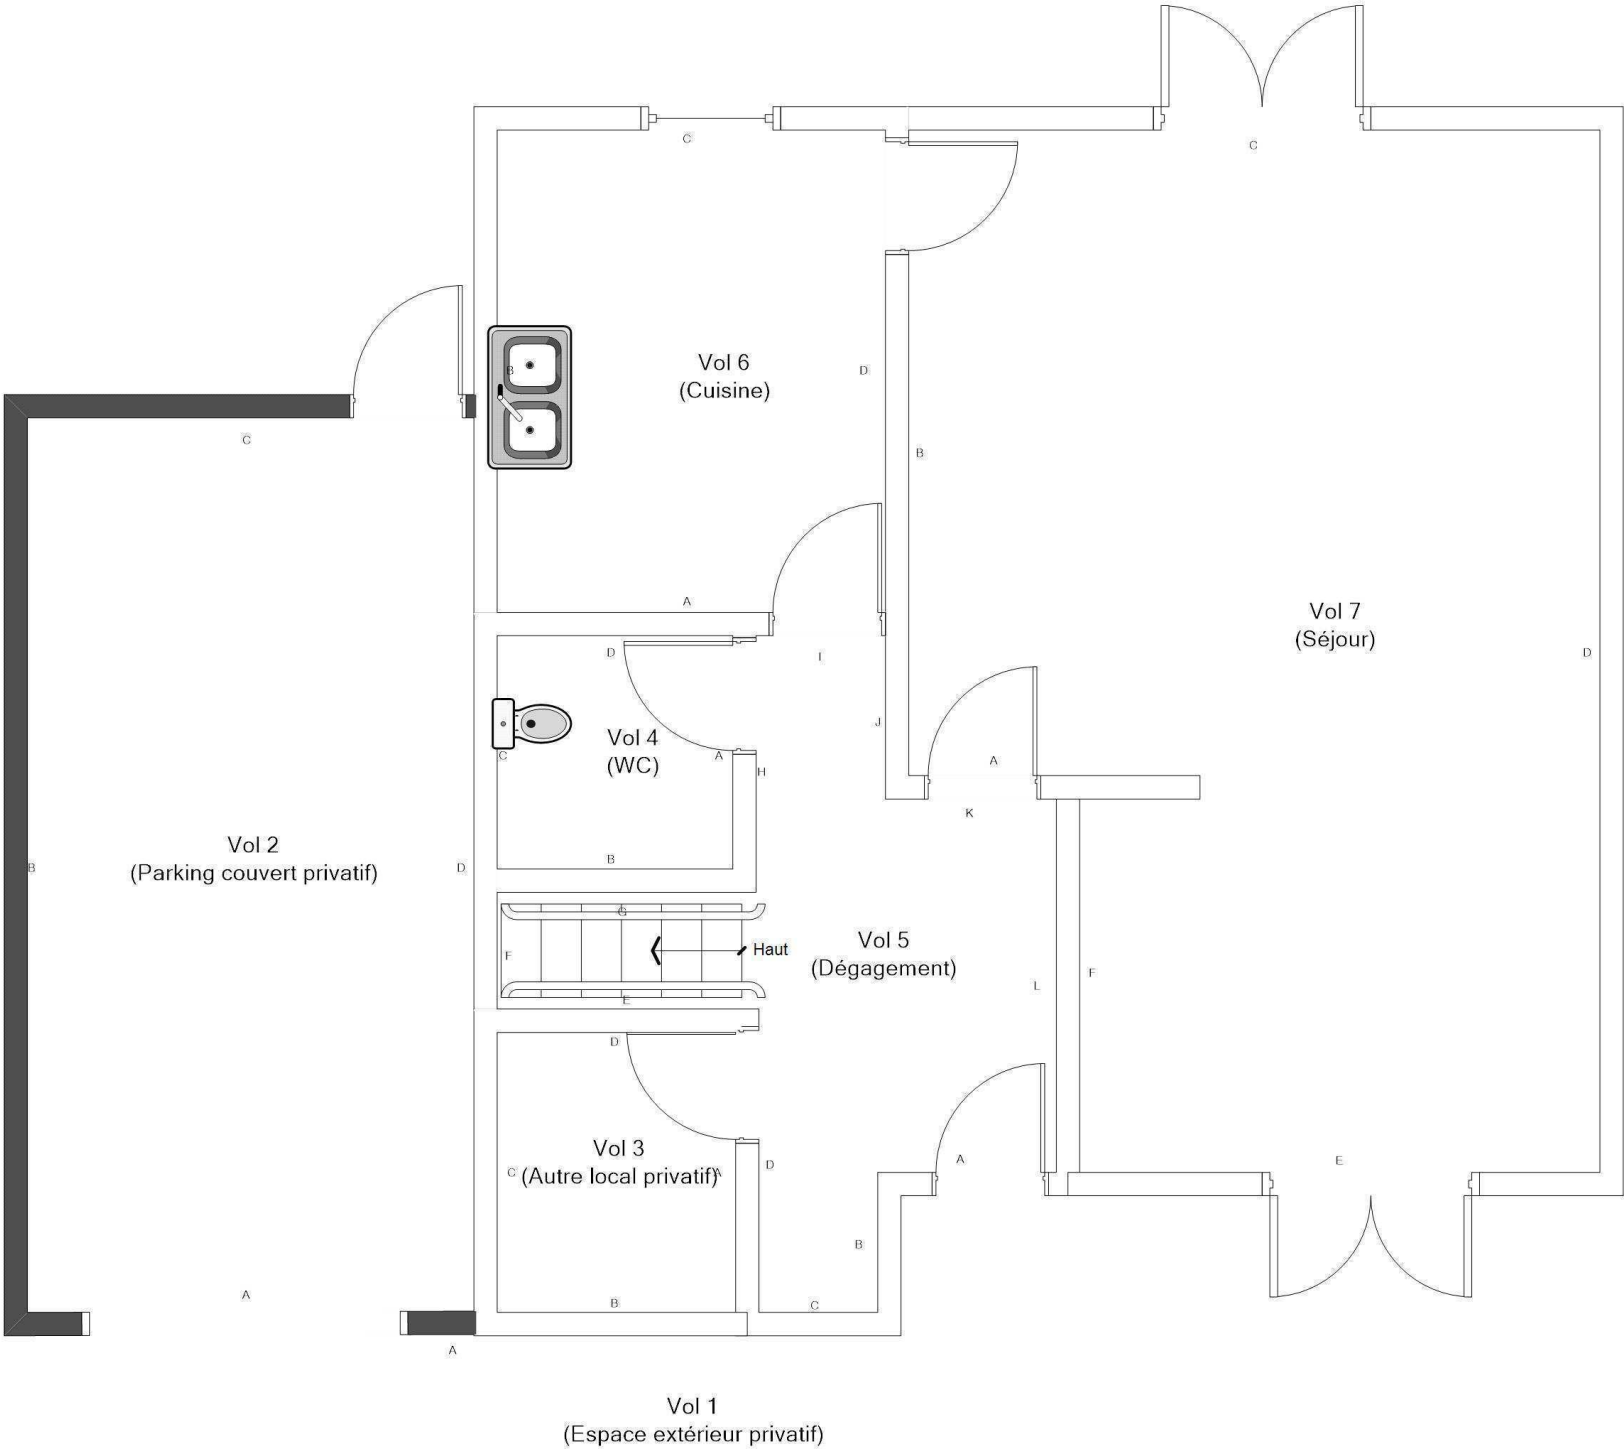 C
C
Vol 6
(Cuisine)
B
D
C
B
A
Vol 7
(Séjour)
D
D
I
J
Vol 4
(WC)
C
A
H
A
K
Vol 2
(Parking couvert privatif)
B
D
B
G
Haut
F
E
Vol 5
(Dégagement)
L
F
D
Vol 3
(Autre local privatif)
C
A
D
A
E
B
A
B
C
A
Vol 1
(Espace extérieur privatif)